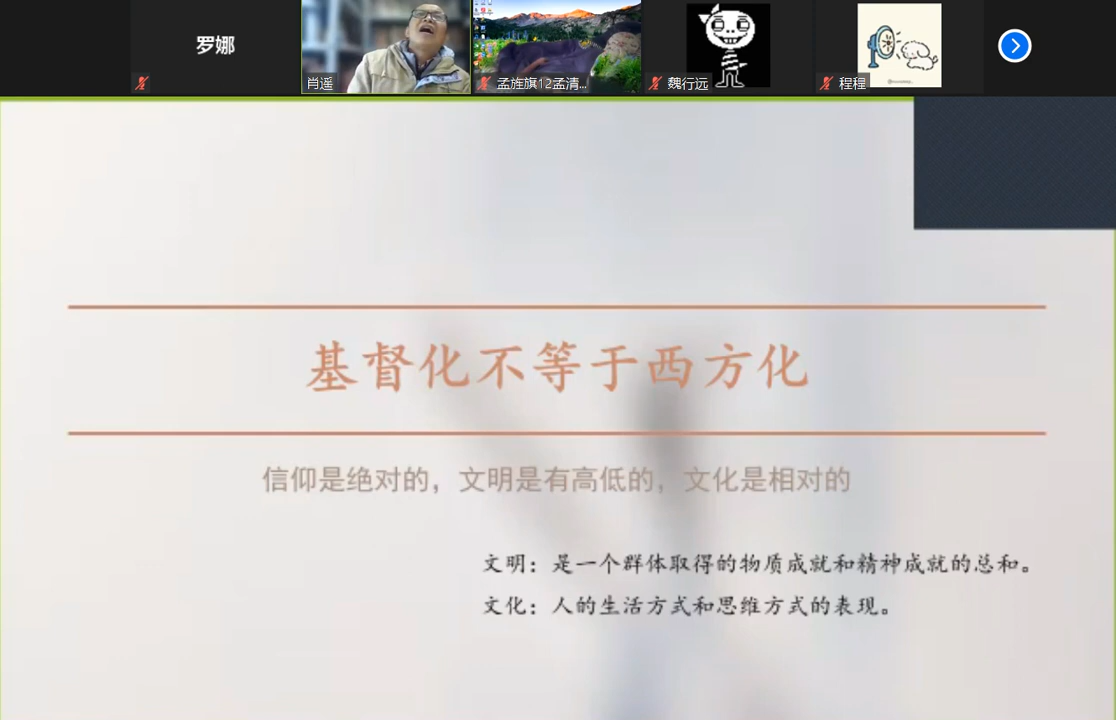 罗娜
肖遥
孟旌旗12孟清...
魏行远
程程
基督化不等于西方化
信仰是绝对的，文明是有高低的，文化是相对的
文明：是一个群体取得的物质成就和精神成就的总和。
文化：人的生活方式和思维方式的表现。